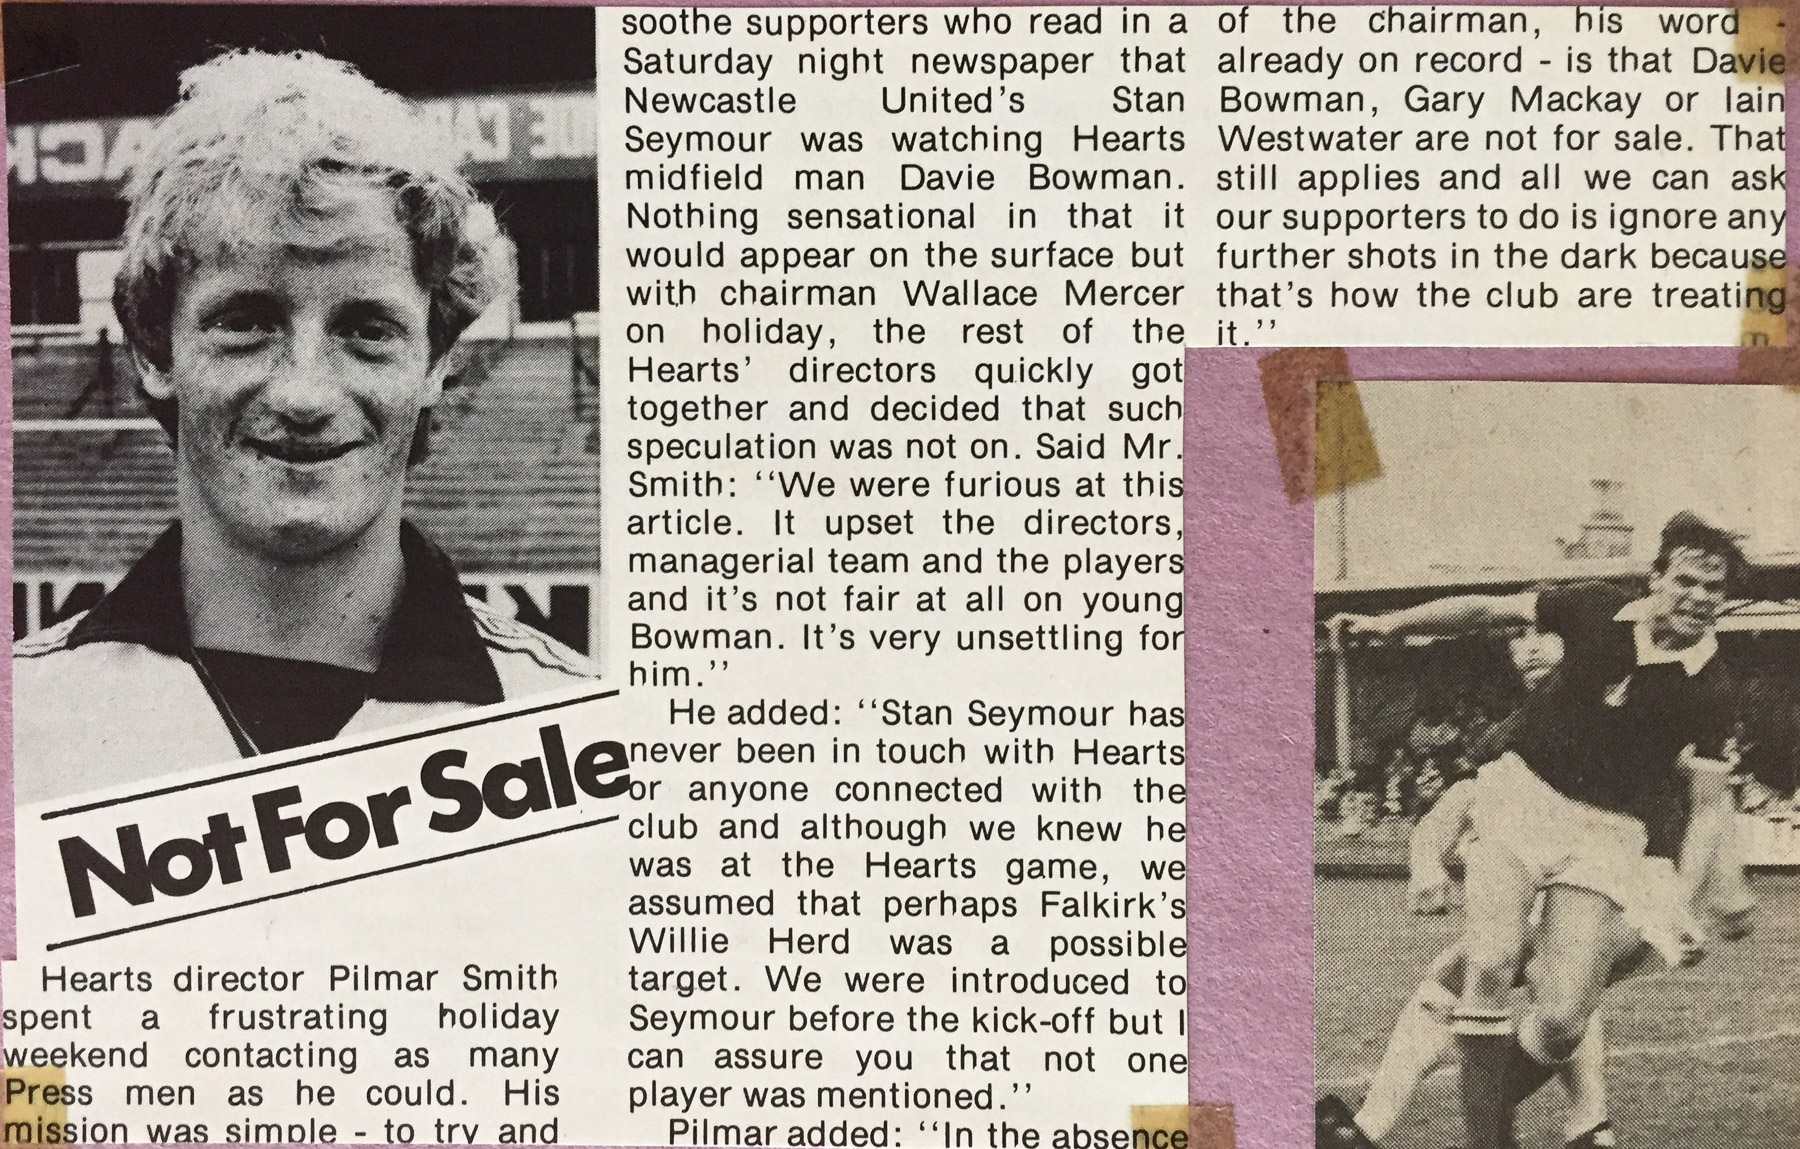 Not For Sale
Hearts director Pilmar Smith
spent a frustrating holiday
weekend contacting as many
Press men as he could. His
mission was simple - to try and
soothe supporters who read in a
Saturday night newspaper that
Newcastle United's Stan
Seymour was watching Hearts
midfield man Davie Bowman.
Nothing sensational in that it
would appear on the surface but
with chairman Wallace Mercer
on holiday, the rest of the
Hearts' directors quickly got
together and decided that such
speculation was not on. Said Mr.
Smith: ‘‘We were furious at this
article. It upset the directors,
managerial team and the players
and it's not fair at all on young
Bowman. It's very unsettling for
him.’’
He added: ‘‘Stan Seymour has
never been in touch with Hearts
or anyone connected with the
club and although we knew he
was at the Hearts game, we
assumed that perhaps Falkirk's
Willie Herd was a possible
target. We were introduced to
Seymour before the kick-off but I
can assure you that not one
player was mentioned.’’
Pilmar added: ‘‘In the absence
of the chairman, his word -
already on record - is that Davie
Bowman, Gary Mackay or Iain
Westwater are not for sale. That
still applies and all we can ask
our supporters to do is ignore any
further shots in the dark because
that's how the club are treating
it.’’